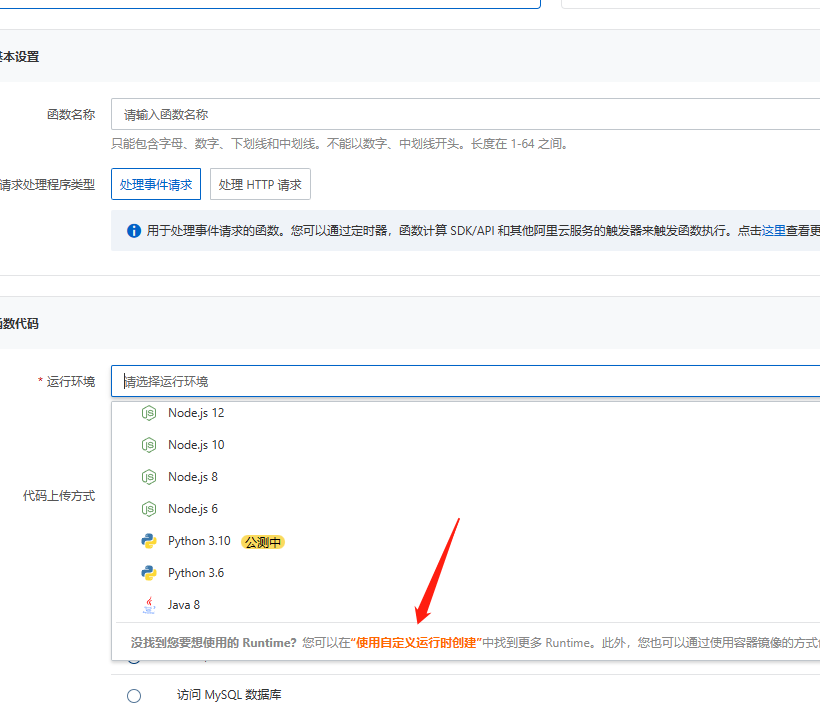 基本设置
函数名称
请输入函数名称
只能包含字母、数字、下划线和中划线。不能以数字、中划线开头。长度在 1-64 之间。
请求处理程序类型
处理事件请求
处理 HTTP 请求
用于处理事件请求的函数。您可以通过定时器，函数计算 SDK/API 和其他阿里云服务的触发器来触发函数执行。点击这里查看更
函数代码
* 运行环境
请选择运行环境
Node.js 12
Node.js 10
Node.js 8
代码上传方式
Node.js 6
Python 3.10 公测中
Python 3.6
Java 8
没找到您要想使用的 Runtime? 您可以在“使用自定义运行时创建”中找到更多 Runtime。此外，您也可以通过使用容器镜像的方式
访问 MySQL 数据库